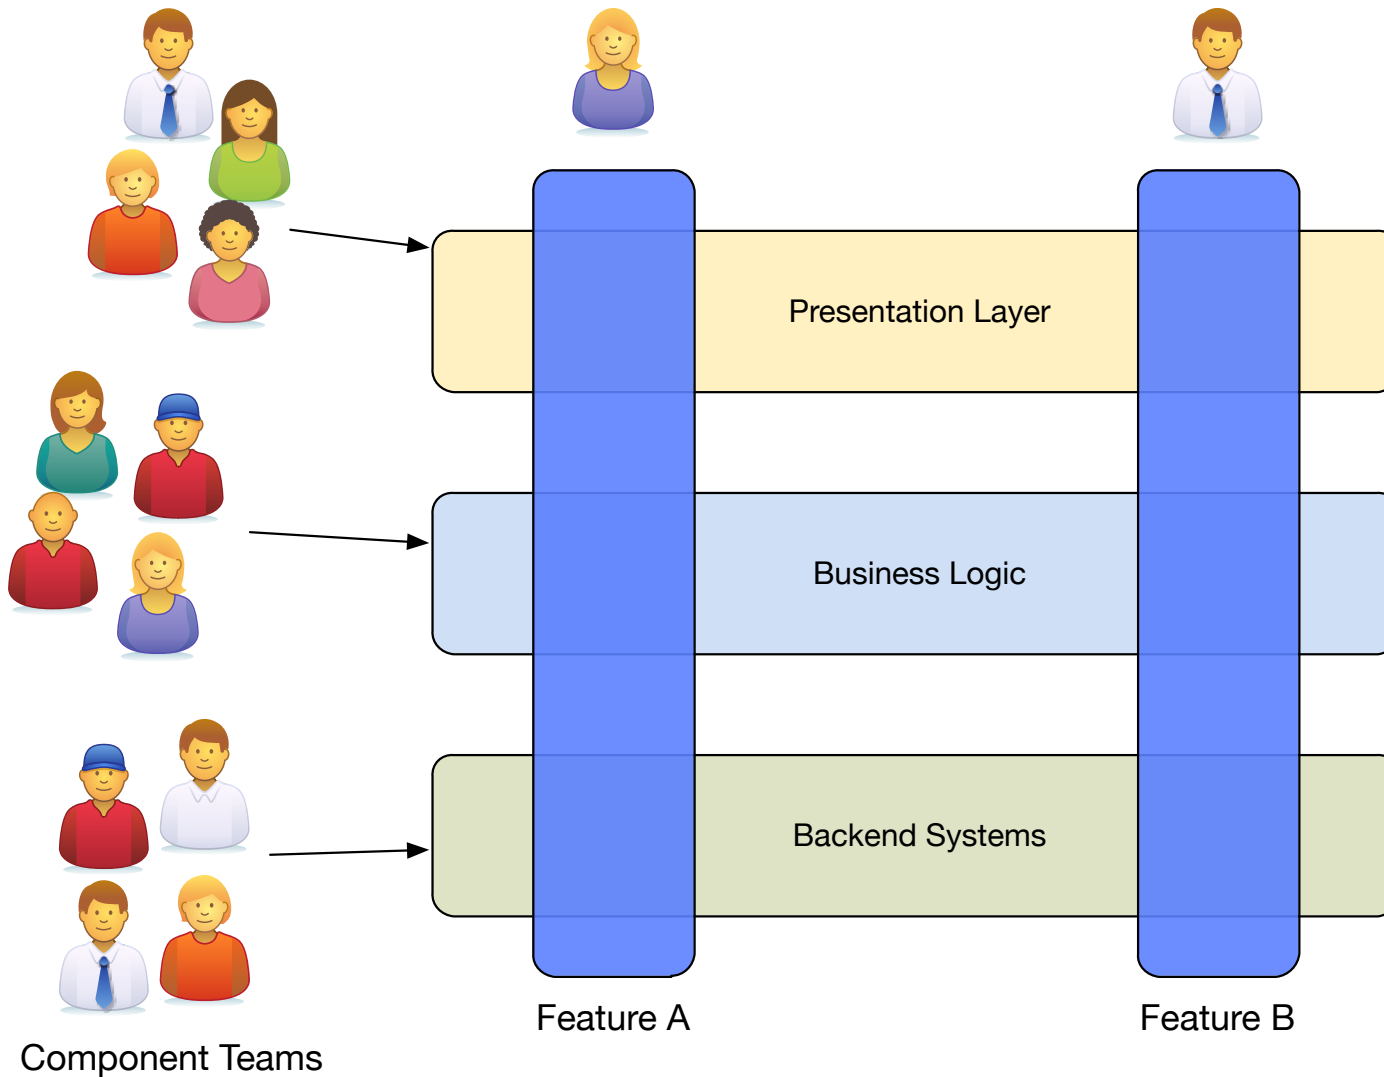 Presentation Layer
Business Logic
Backend Systems
Feature A
Feature B
Component Teams